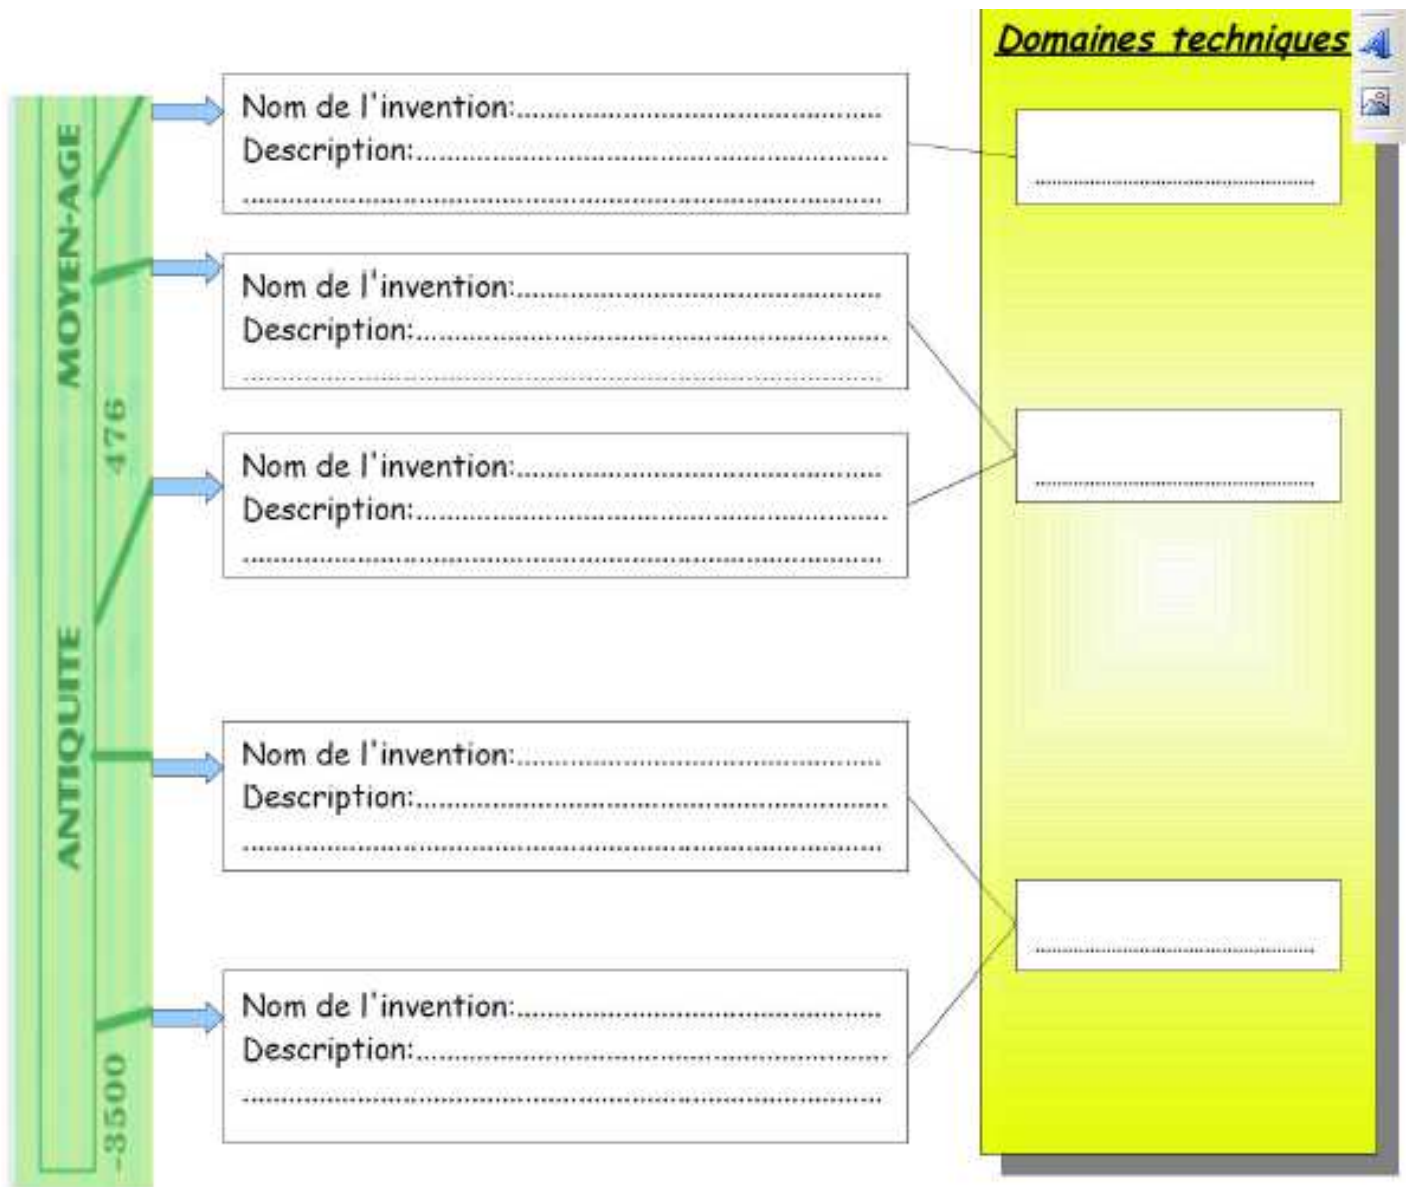 Domaines techniques
Nom de l'invention:................................................
Description:..............................................................
....................................................................................
....................................
MOYEN-AGE
Nom de l'invention:................................................
Description:..............................................................
....................................................................................
476
Nom de l'invention:................................................
Description:..............................................................
....................................................................................
....................................
ANTIQUITE
Nom de l'invention:................................................
Description:..............................................................
....................................................................................
....................................
Nom de l'invention:................................................
Description:..............................................................
....................................................................................
-3500